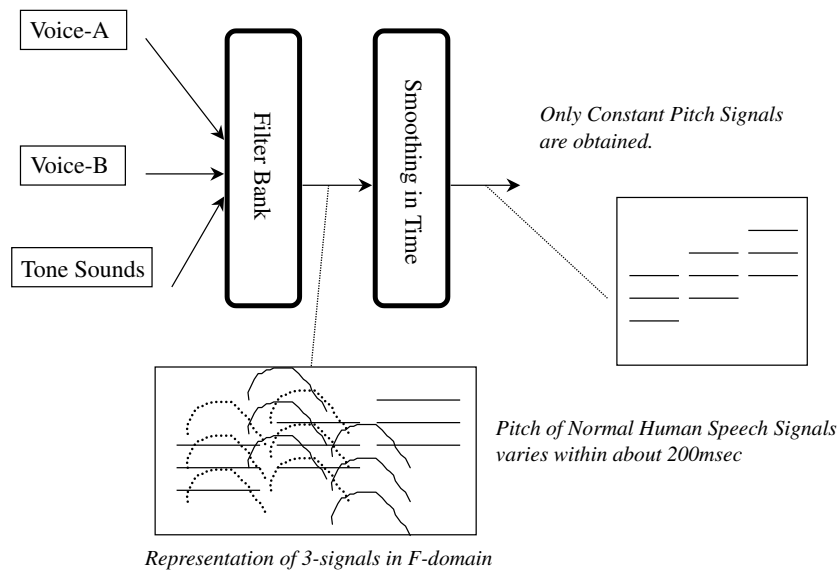 Voice-A
Voice-B
Tone Sounds
Filter Bank
Smoothing in Time
Only Constant Pitch Signals
are obtained.
Pitch of Normal Human Speech Signals
varies within about 200msec
Representation of 3-signals in F-domain